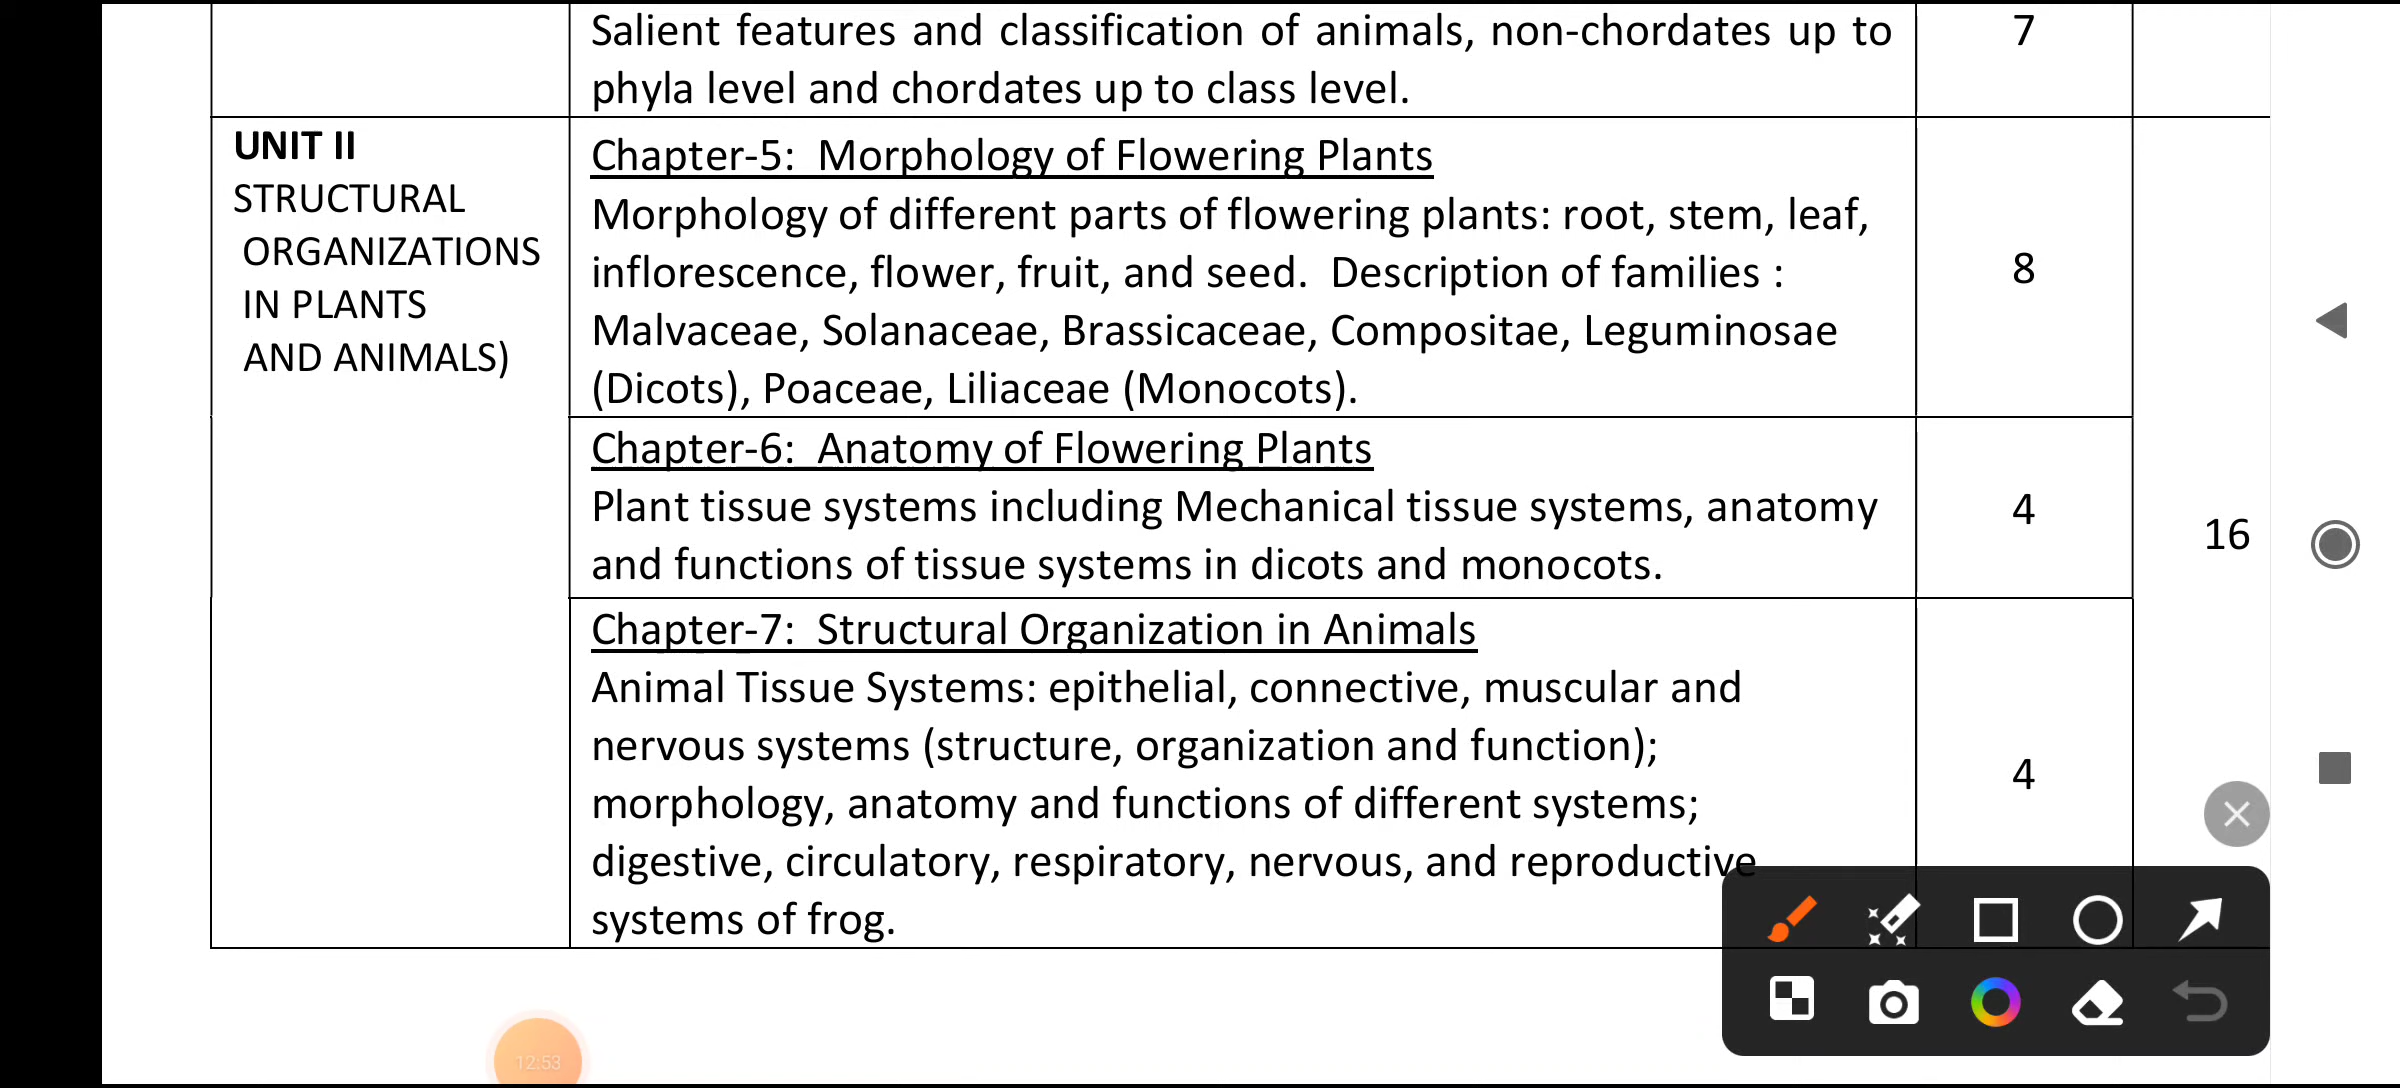 Salient features and classification of animals, non-chordates up to
phyla level and chordates up to class level.
7
UNIT II
STRUCTURAL
ORGANIZATIONS
IN PLANTS
AND ANIMALS)
Chapter-5:  Morphology of Flowering Plants
Morphology of different parts of flowering plants: root, stem, leaf,
inflorescence, flower, fruit, and seed.  Description of families :
Malvaceae, Solanaceae, Brassicaceae, Compositae, Leguminosae
(Dicots), Poaceae, Liliaceae (Monocots).
8
Chapter-6:  Anatomy of Flowering Plants
Plant tissue systems including Mechanical tissue systems, anatomy
and functions of tissue systems in dicots and monocots.
4
16
Chapter-7:  Structural Organization in Animals
Animal Tissue Systems: epithelial, connective, muscular and
nervous systems (structure, organization and function);
morphology, anatomy and functions of different systems;
digestive, circulatory, respiratory, nervous, and reproductive
systems of frog.
4
12:53